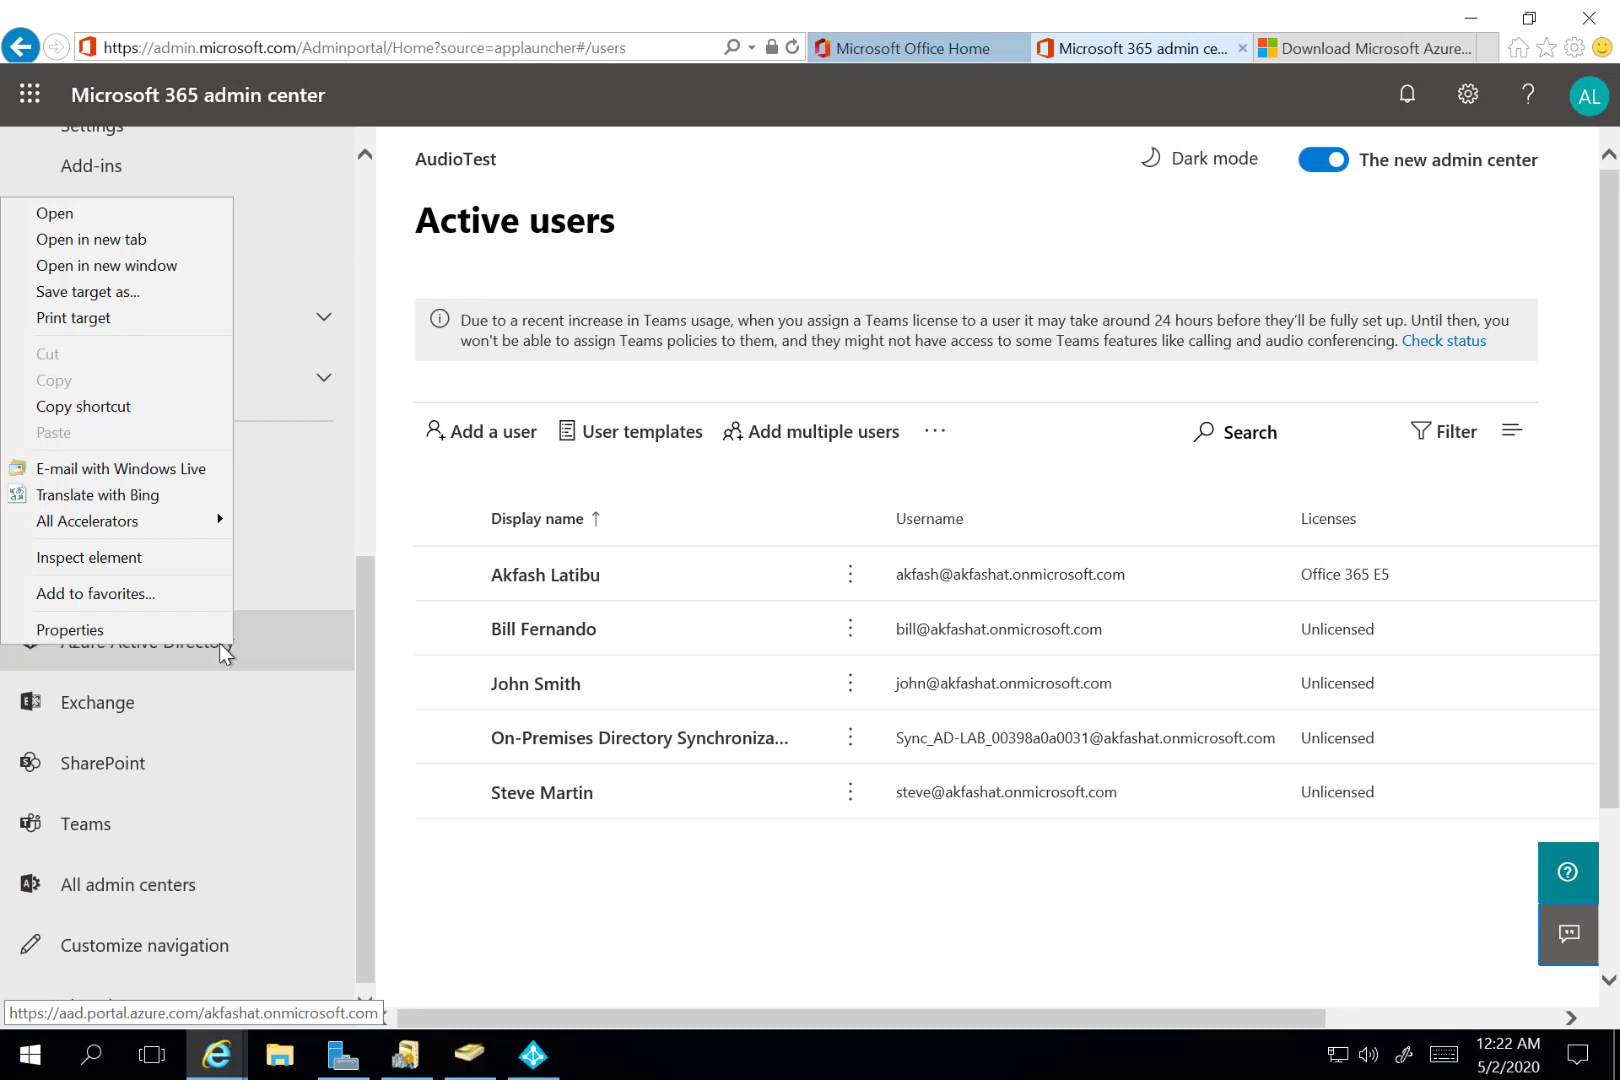 https://admin.microsoft.com/Adminportal/Home?source=applauncher#/users
Microsoft Office Home
Microsoft 365 admin ce...
Download Microsoft Azure...
Microsoft 365 admin center
AL
Settings
Add-ins
Open
Open in new tab
Open in new window
Save target as...
Print target
Cut
Copy
Copy shortcut
Paste
E-mail with Windows Live
Translate with Bing
All Accelerators
Inspect element
Add to favorites...
Properties
Azure Active Directory
Exchange
SharePoint
Teams
All admin centers
Customize navigation
https://aad.portal.azure.com/akfashat.onmicrosoft.com
AudioTest
Dark mode
The new admin center
Active users
Due to a recent increase in Teams usage, when you assign a Teams license to a user it may take around 24 hours before they'll be fully set up. Until then, you
won't be able to assign Teams policies to them, and they might not have access to some Teams features like calling and audio conferencing. Check status
Add a user
User templates
Add multiple users
Search
Filter
Display name ↑ Username Licenses
Akfash Latibu akfash@akfashat.onmicrosoft.com Office 365 E5
Bill Fernando bill@akfashat.onmicrosoft.com Unlicensed
John Smith john@akfashat.onmicrosoft.com Unlicensed
On-Premises Directory Synchroniza... Sync_AD-LAB_00398a0a0031@akfashat.onmicrosoft.com Unlicensed
Steve Martin steve@akfashat.onmicrosoft.com Unlicensed
12:22 AM
5/2/2020